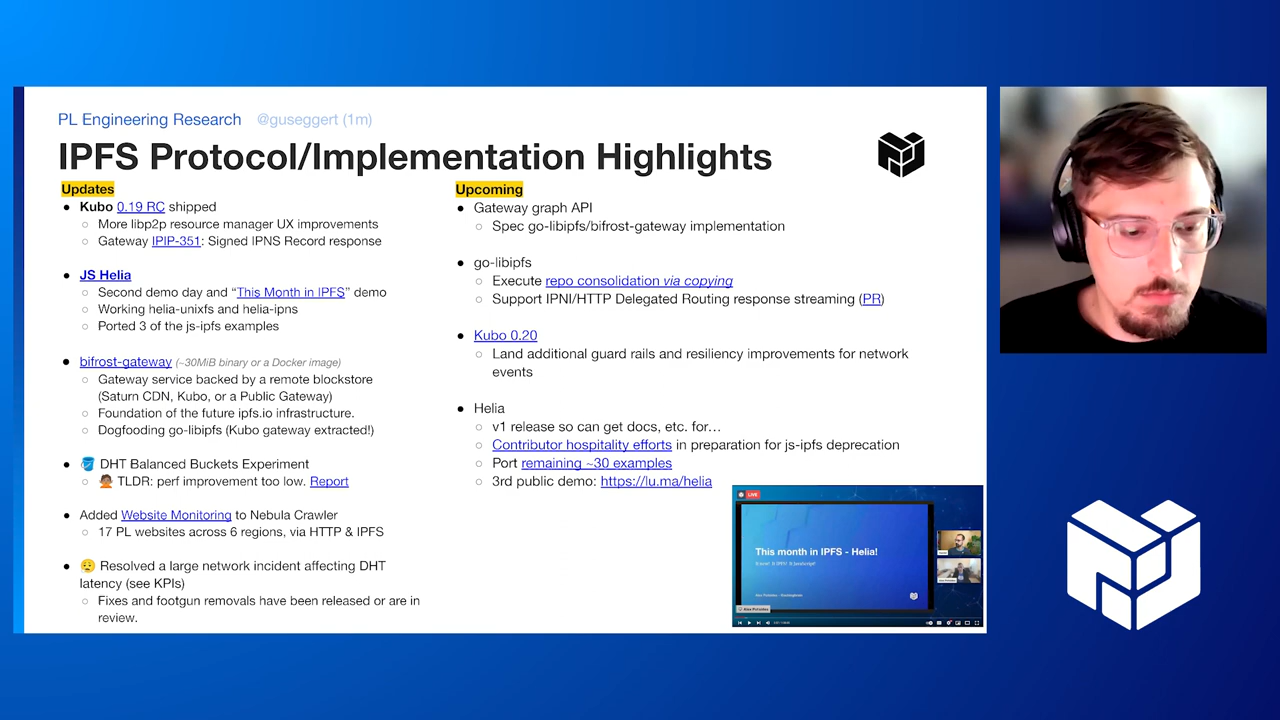 PL Engineering Research @guseggert (1m)
IPFS Protocol/Implementation Highlights
Updates
● Kubo 0.19 RC shipped
○ More libp2p resource manager UX improvements
○ Gateway IPIP-351: Signed IPNS Record response
● JS Helia
○ Second demo day and “This Month in IPFS” demo
○ Working helia-unixfs and helia-ipns
○ Ported 3 of the js-ipfs examples
● bifrost-gateway (~30MiB binary or a Docker image)
○ Gateway service backed by a remote blockstore
(Saturn CDN, Kubo, or a Public Gateway)
○ Foundation of the future ipfs.io infrastructure.
○ Dogfooding go-libipfs (Kubo gateway extracted!)
● 🪣 DHT Balanced Buckets Experiment
○ 🤦🏽 TLDR: perf improvement too low. Report
● Added Website Monitoring to Nebula Crawler
○ 17 PL websites across 6 regions, via HTTP & IPFS
● 😌 Resolved a large network incident affecting DHT
latency (see KPIs)
○ Fixes and footgun removals have been released or are in
review.
Upcoming
● Gateway graph API
○ Spec go-libipfs/bifrost-gateway implementation
● go-libipfs
○ Execute repo consolidation via copying
○ Support IPNI/HTTP Delegated Routing response streaming (PR)
● Kubo 0.20
○ Land additional guard rails and resiliency improvements for network
events
● Helia
○ v1 release so can get docs, etc. for…
○ Contributor hospitality efforts in preparation for js-ipfs deprecation
○ Port remaining ~30 examples
○ 3rd public demo: https://lu.ma/helia
LIVE
This month in IPFS - Helia!